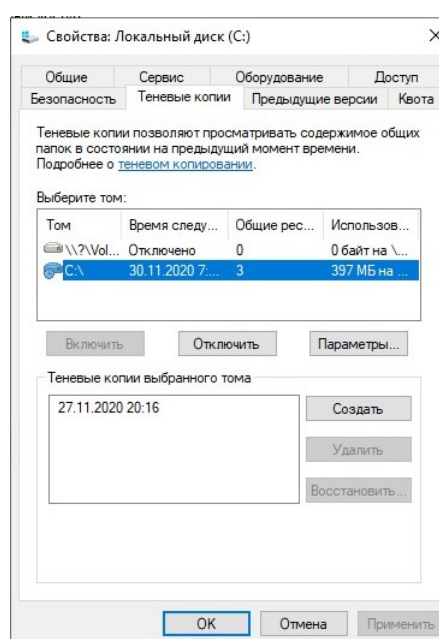 Свойства: Локальный диск (C:)
Общие Сервис Оборудование Доступ
Безопасность Теневые копии Предыдущие версии Квота
Теневые копии позволяют просматривать содержимое общих
папок в состоянии на предыдущий момент времени.
Подробнее о теневом копировании.
Выберите том:
Том Время следу... Общие рес... Использов...
\\?\Vol... Отключено 0 0 байт на \...
C:\ 30.11.2020 7:... 3 397 МБ на ...
Включить Отключить Параметры...
Теневые копии выбранного тома
27.11.2020 20:16 Создать
Удалить
Восстановить...
OK Отмена Применить